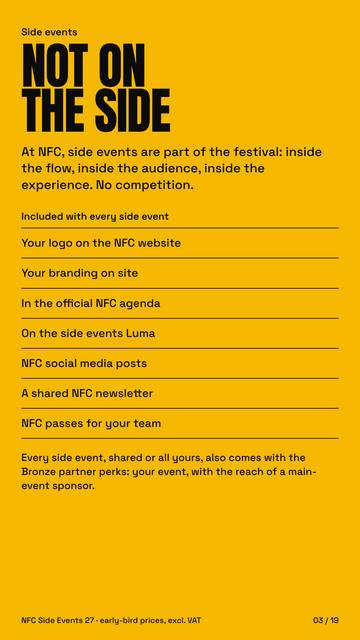 Side events
NOT ON
THE SIDE
At NFC, side events are part of the festival: inside
the flow, inside the audience, inside the
experience. No competition.
Included with every side event
Your logo on the NFC website
Your branding on site
In the official NFC agenda
On the side events Luma
NFC social media posts
A shared NFC newsletter
NFC passes for your team
Every side event, shared or all yours, also comes with the
Bronze partner perks: your event, with the reach of a main-
event sponsor.
NFC Side Events 27 · early-bird prices, excl. VAT
03 / 19